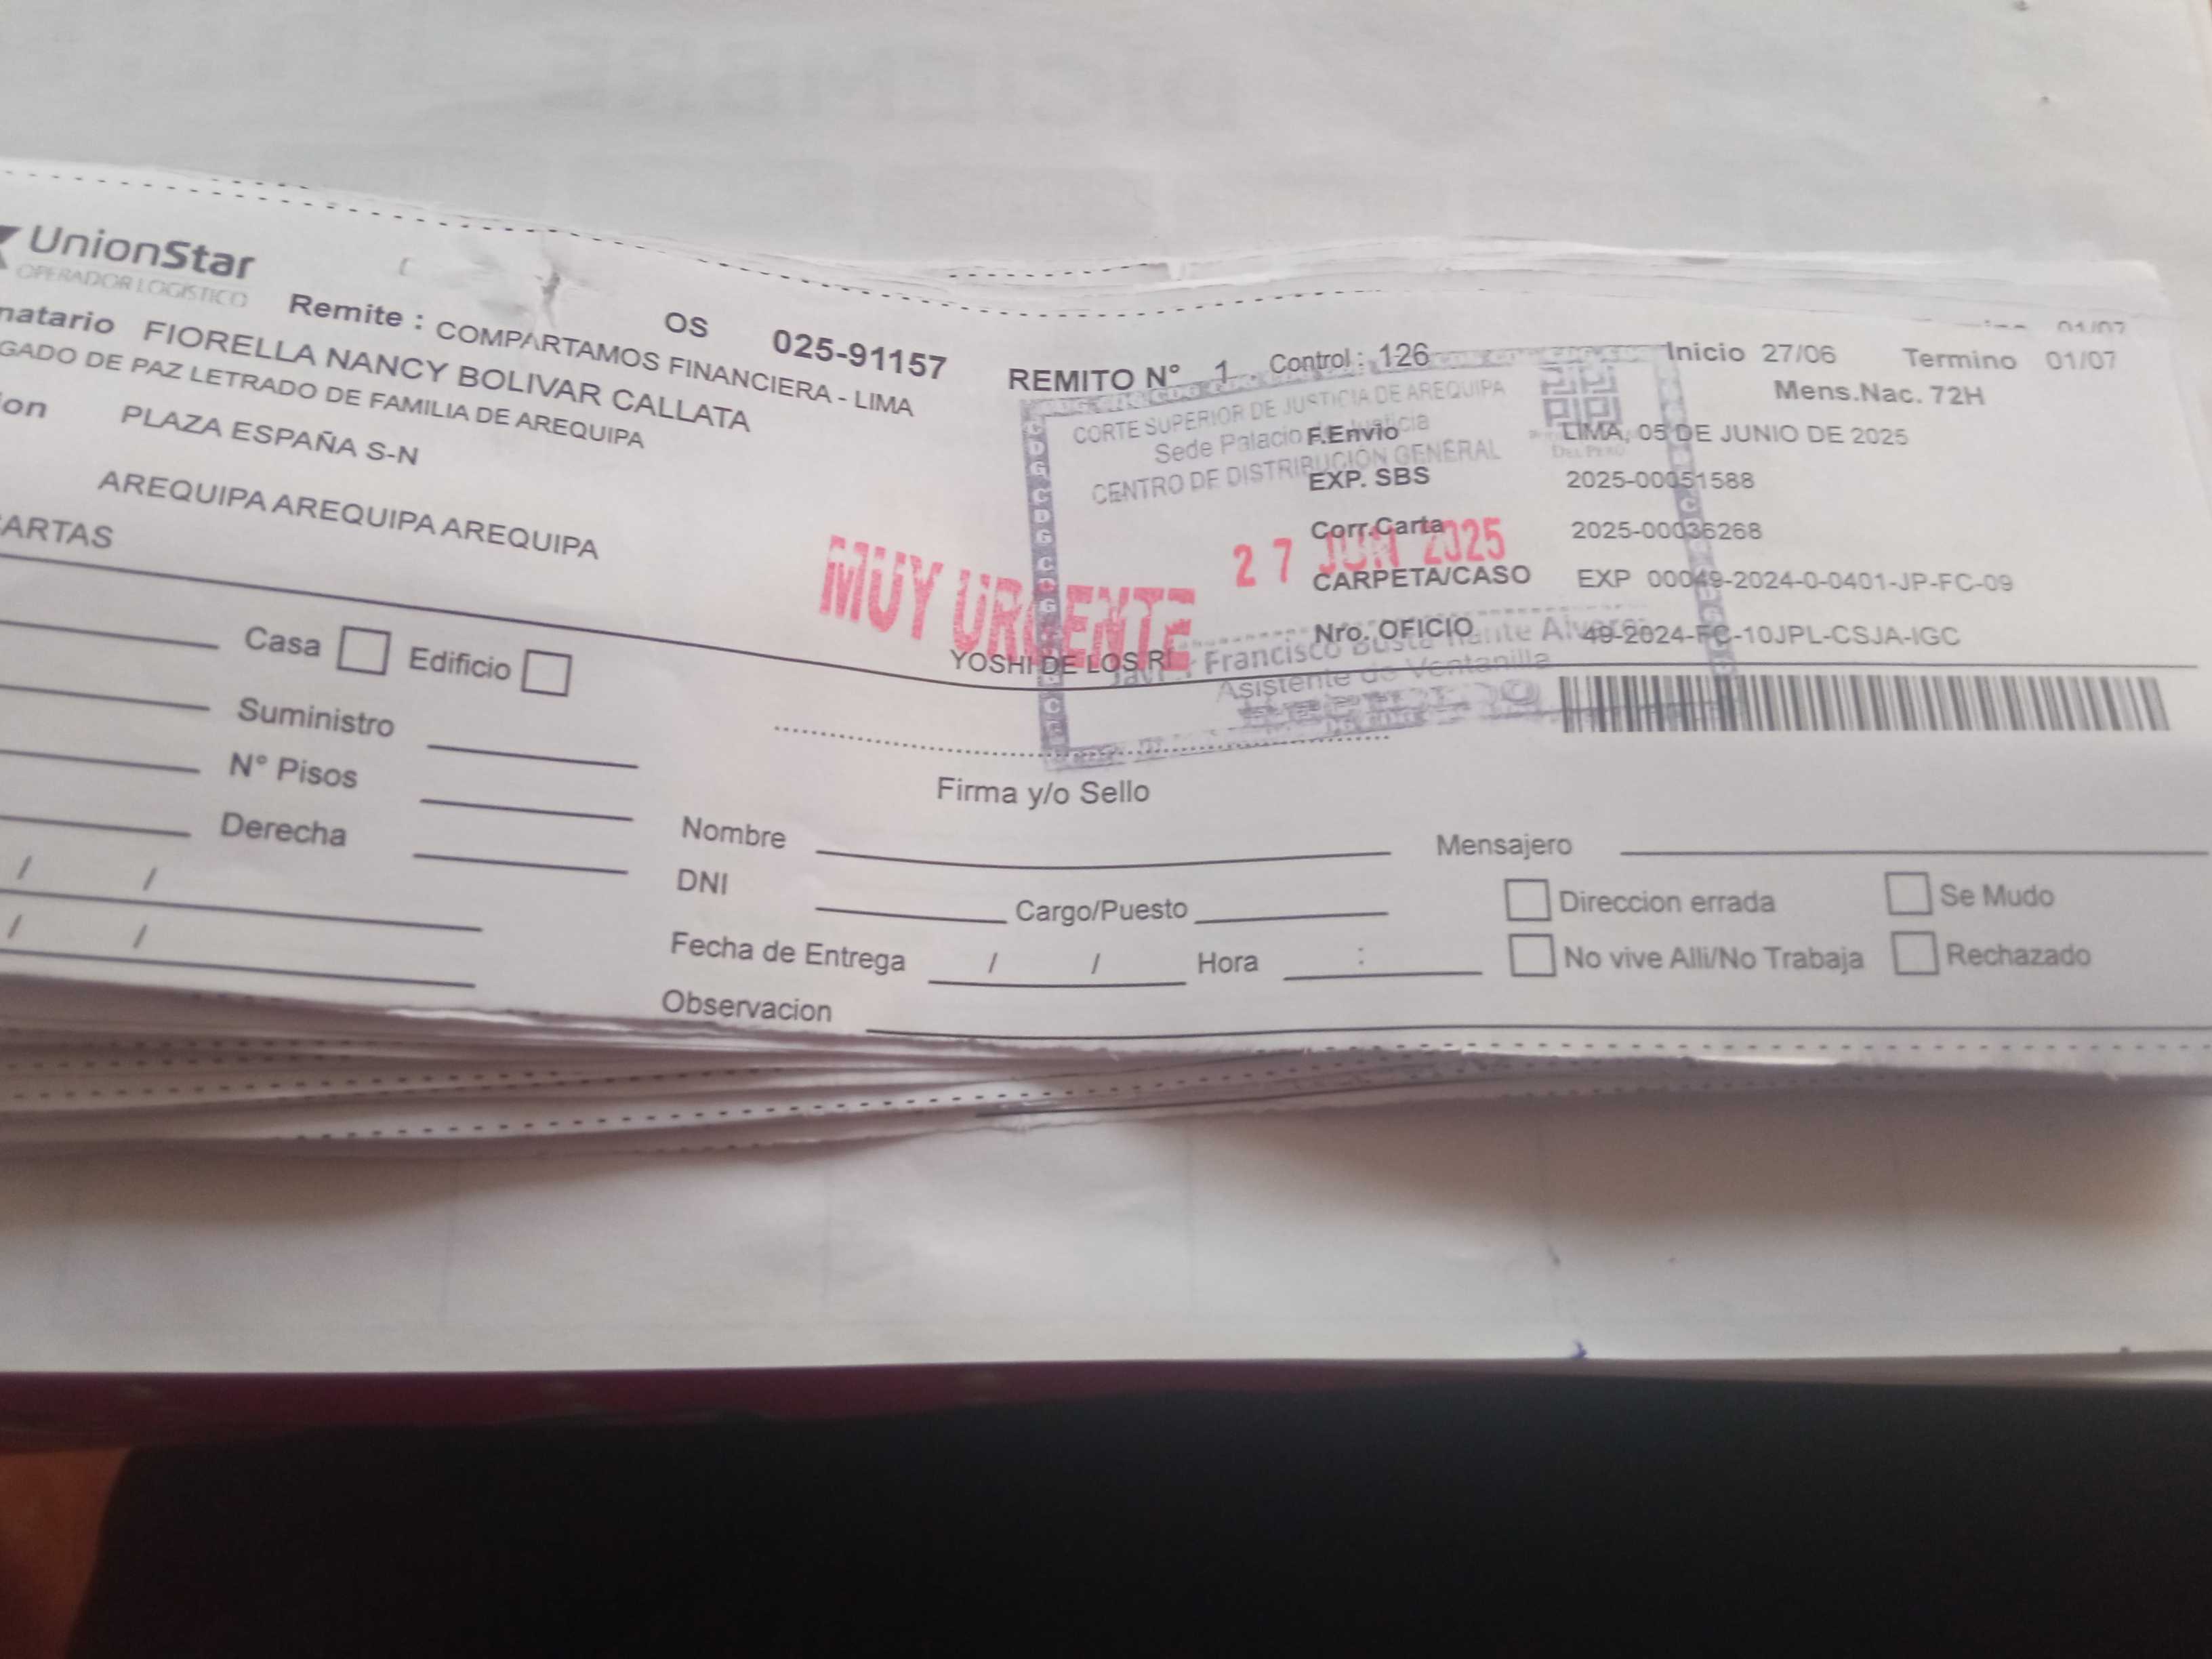 UnionStar
OPERADOR LOGISTICO
Remite : COMPARTAMOS FINANCIERA - LIMA
OS 025-91157
natario FIORELLA NANCY BOLIVAR CALLATA
GADO DE PAZ LETRADO DE FAMILIA DE AREQUIPA
ion PLAZA ESPAÑA S-N
AREQUIPA AREQUIPA AREQUIPA
CARTAS
REMITO N° 1 Control : 126
Inicio 27/06 Termino 01/07
01/07
Mens.Nac. 72H
CORTE SUPERIOR DE JUSTICIA DE AREQUIPA
Sede Palacio de Justicia
CENTRO DE DISTRIBUCION GENERAL
F.Envio LIMA, 05 DE JUNIO DE 2025
EXP. SBS 2025-00051588
Corr.Carta 2025-00036268
27 JUN 2025
CARPETA/CASO EXP 00049-2024-0-0401-JP-FC-09
Nro. OFICIO 49-2024-FC-10JPL-CSJA-IGC
MUY URGENTE
YOSHI DE LOS RI
Francisco
Asistente de Ventanilla
Casa Edificio
Suministro
N° Pisos
Derecha
/ /
/ /
Firma y/o Sello
Nombre
DNI Cargo/Puesto
Fecha de Entrega / / Hora :
Observacion
Mensajero
Direccion errada Se Mudo
No vive Alli/No Trabaja Rechazado